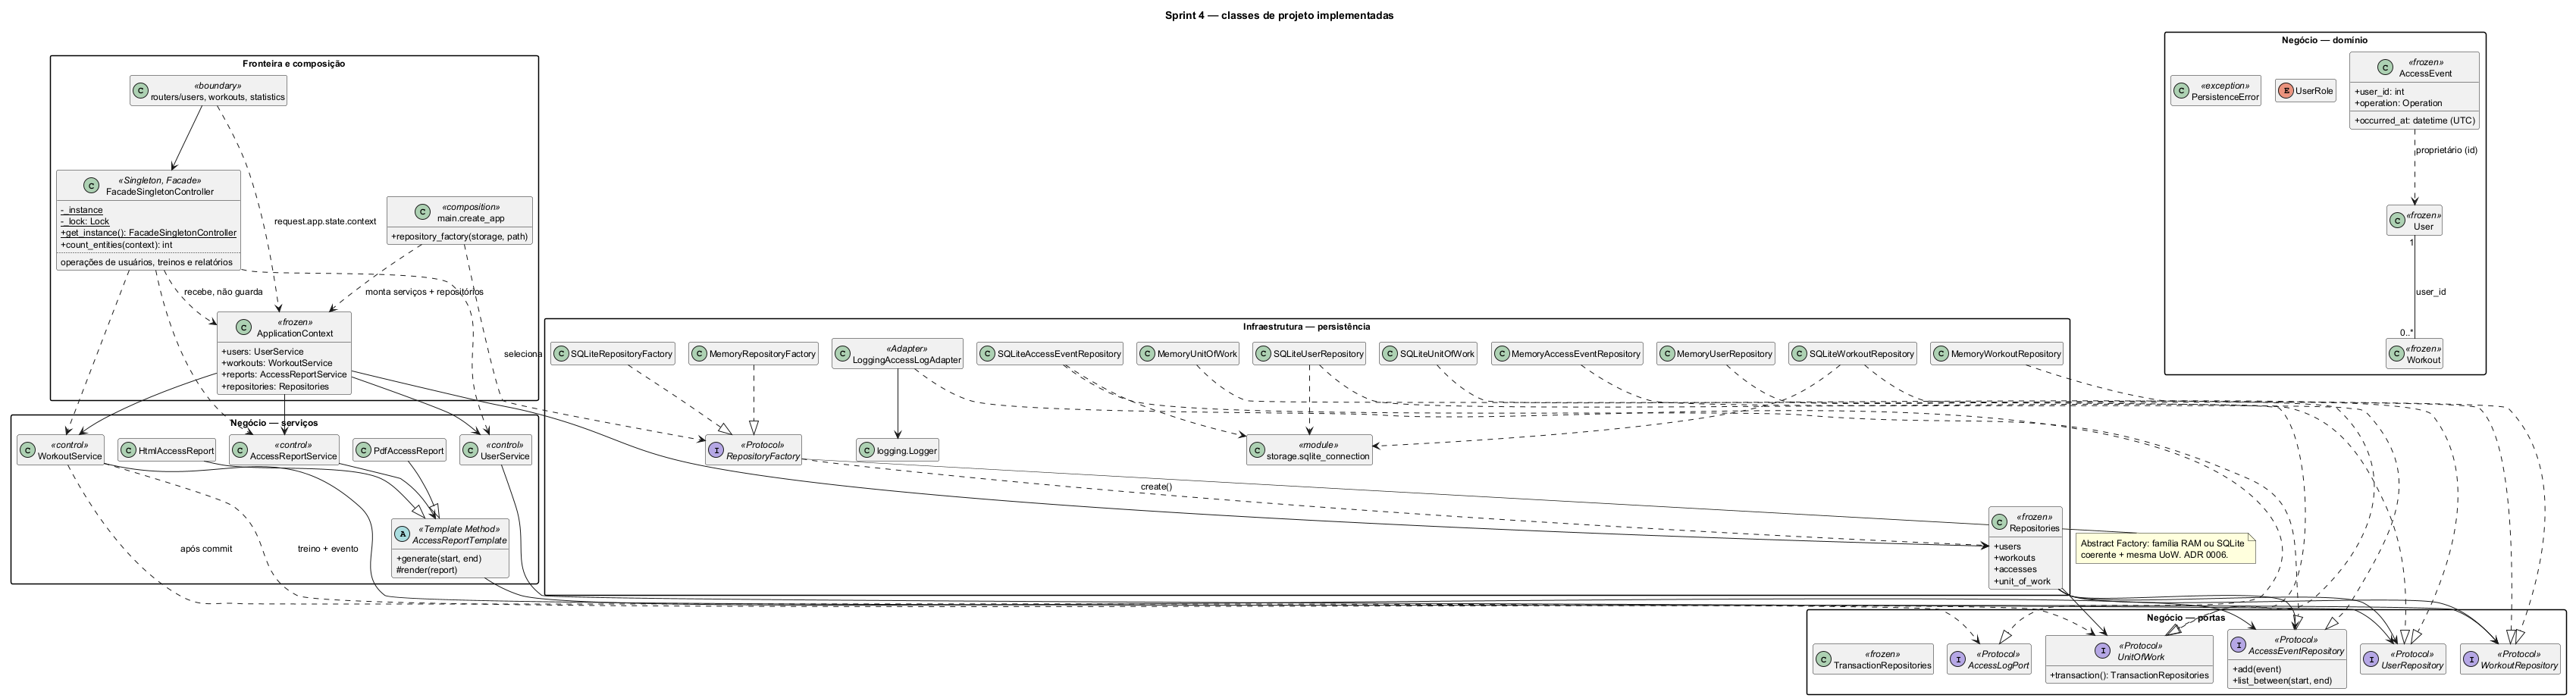 Sprint 4 — classes de projeto implementadas
Fronteira e composição
«boundary»
routers/users, workouts, statistics
«Singleton, Facade»
FacadeSingletonController
-_instance
-_lock: Lock
+get_instance(): FacadeSingletonController
+count_entities(context): int
operações de usuários, treinos e relatórios
request.app.state.context
«composition»
main.create_app
+repository_factory(storage, path)
recebe, não guarda
monta serviços + repositórios
seleciona
«frozen»
ApplicationContext
+users: UserService
+workouts: WorkoutService
+reports: AccessReportService
+repositories: Repositories
Negócio — serviços
«control»
WorkoutService
HtmlAccessReport
«control»
AccessReportService
PdfAccessReport
«control»
UserService
«Template Method»
AccessReportTemplate
+generate(start, end)
#render(report)
após commit
treino + evento
Infraestrutura — persistência
SQLiteRepositoryFactory
MemoryRepositoryFactory
«Adapter»
LoggingAccessLogAdapter
SQLiteAccessEventRepository
MemoryUnitOfWork
SQLiteUserRepository
SQLiteUnitOfWork
MemoryAccessEventRepository
MemoryUserRepository
SQLiteWorkoutRepository
MemoryWorkoutRepository
«Protocol»
RepositoryFactory
logging.Logger
«module»
storage.sqlite_connection
create()
«frozen»
Repositories
+users
+workouts
+accesses
+unit_of_work
Abstract Factory: família RAM ou SQLite
coerente + mesma UoW. ADR 0006.
Negócio — domínio
«exception»
PersistenceError
UserRole
«frozen»
AccessEvent
+user_id: int
+operation: Operation
+occurred_at: datetime (UTC)
proprietário (id)
«frozen»
User
1
user_id
0..*
«frozen»
Workout
Negócio — portas
«frozen»
TransactionRepositories
«Protocol»
AccessLogPort
«Protocol»
UnitOfWork
+transaction(): TransactionRepositories
«Protocol»
AccessEventRepository
+add(event)
+list_between(start, end)
«Protocol»
UserRepository
«Protocol»
WorkoutRepository